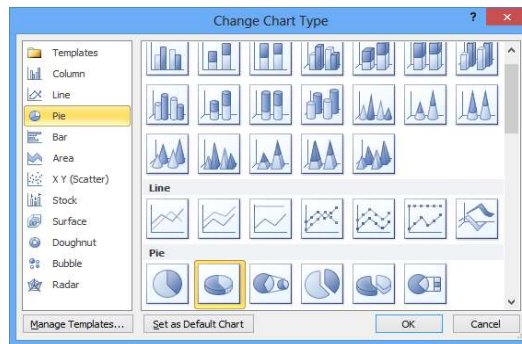 Change Chart Type
?
Templates
Column
Line
Pie
Bar
Area
X Y (Scatter)
Stock
Surface
Doughnut
Bubble
Radar
Line
Pie
Manage Templates...
Set as Default Chart
OK
Cancel